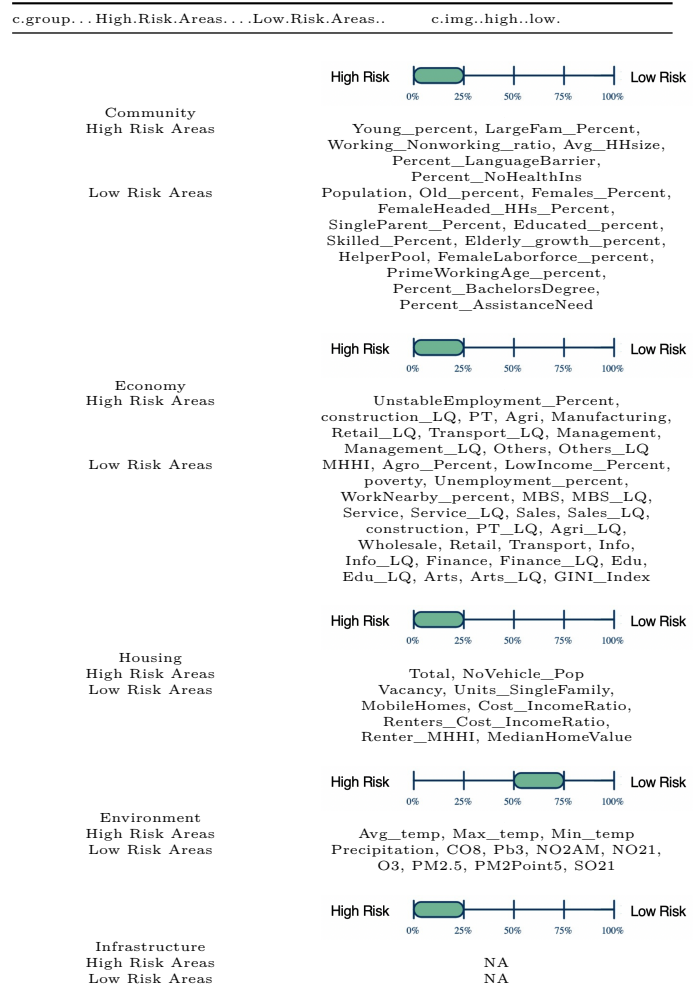 c.group...High.Risk.Areas....Low.Risk.Areas.. c.img..high..low.
High Risk Low Risk
0% 25% 50% 75% 100%
Community
High Risk Areas Young_percent, LargeFam_Percent,
Working_Nonworking_ratio, Avg_HHsize,
Percent_LanguageBarrier,
Percent_NoHealthIns
Low Risk Areas Population, Old_percent, Females_Percent,
FemaleHeaded_HHs_Percent,
SingleParent_Percent, Educated_percent,
Skilled_Percent, Elderly_growth_percent,
HelperPool, FemaleLaborforce_percent,
PrimeWorkingAge_percent,
Percent_BachelorsDegree,
Percent_AssistanceNeed
High Risk Low Risk
0% 25% 50% 75% 100%
Economy
High Risk Areas UnstableEmployment_Percent,
construction_LQ, PT, Agri, Manufacturing,
Retail_LQ, Transport_LQ, Management,
Management_LQ, Others, Others_LQ
Low Risk Areas MHHI, Agro_Percent, LowIncome_Percent,
poverty, Unemployment_percent,
WorkNearby_percent, MBS, MBS_LQ,
Service, Service_LQ, Sales, Sales_LQ,
construction, PT_LQ, Agri_LQ,
Wholesale, Retail, Transport, Info,
Info_LQ, Finance, Finance_LQ, Edu,
Edu_LQ, Arts, Arts_LQ, GINI_Index
High Risk Low Risk
0% 25% 50% 75% 100%
Housing
High Risk Areas Total, NoVehicle_Pop
Low Risk Areas Vacancy, Units_SingleFamily,
MobileHomes, Cost_IncomeRatio,
Renters_Cost_IncomeRatio,
Renter_MHHI, MedianHomeValue
High Risk Low Risk
0% 25% 50% 75% 100%
Environment
High Risk Areas Avg_temp, Max_temp, Min_temp
Low Risk Areas Precipitation, CO8, Pb3, NO2AM, NO21,
O3, PM2.5, PM2Point5, SO21
High Risk Low Risk
0% 25% 50% 75% 100%
Infrastructure
High Risk Areas NA
Low Risk Areas NA